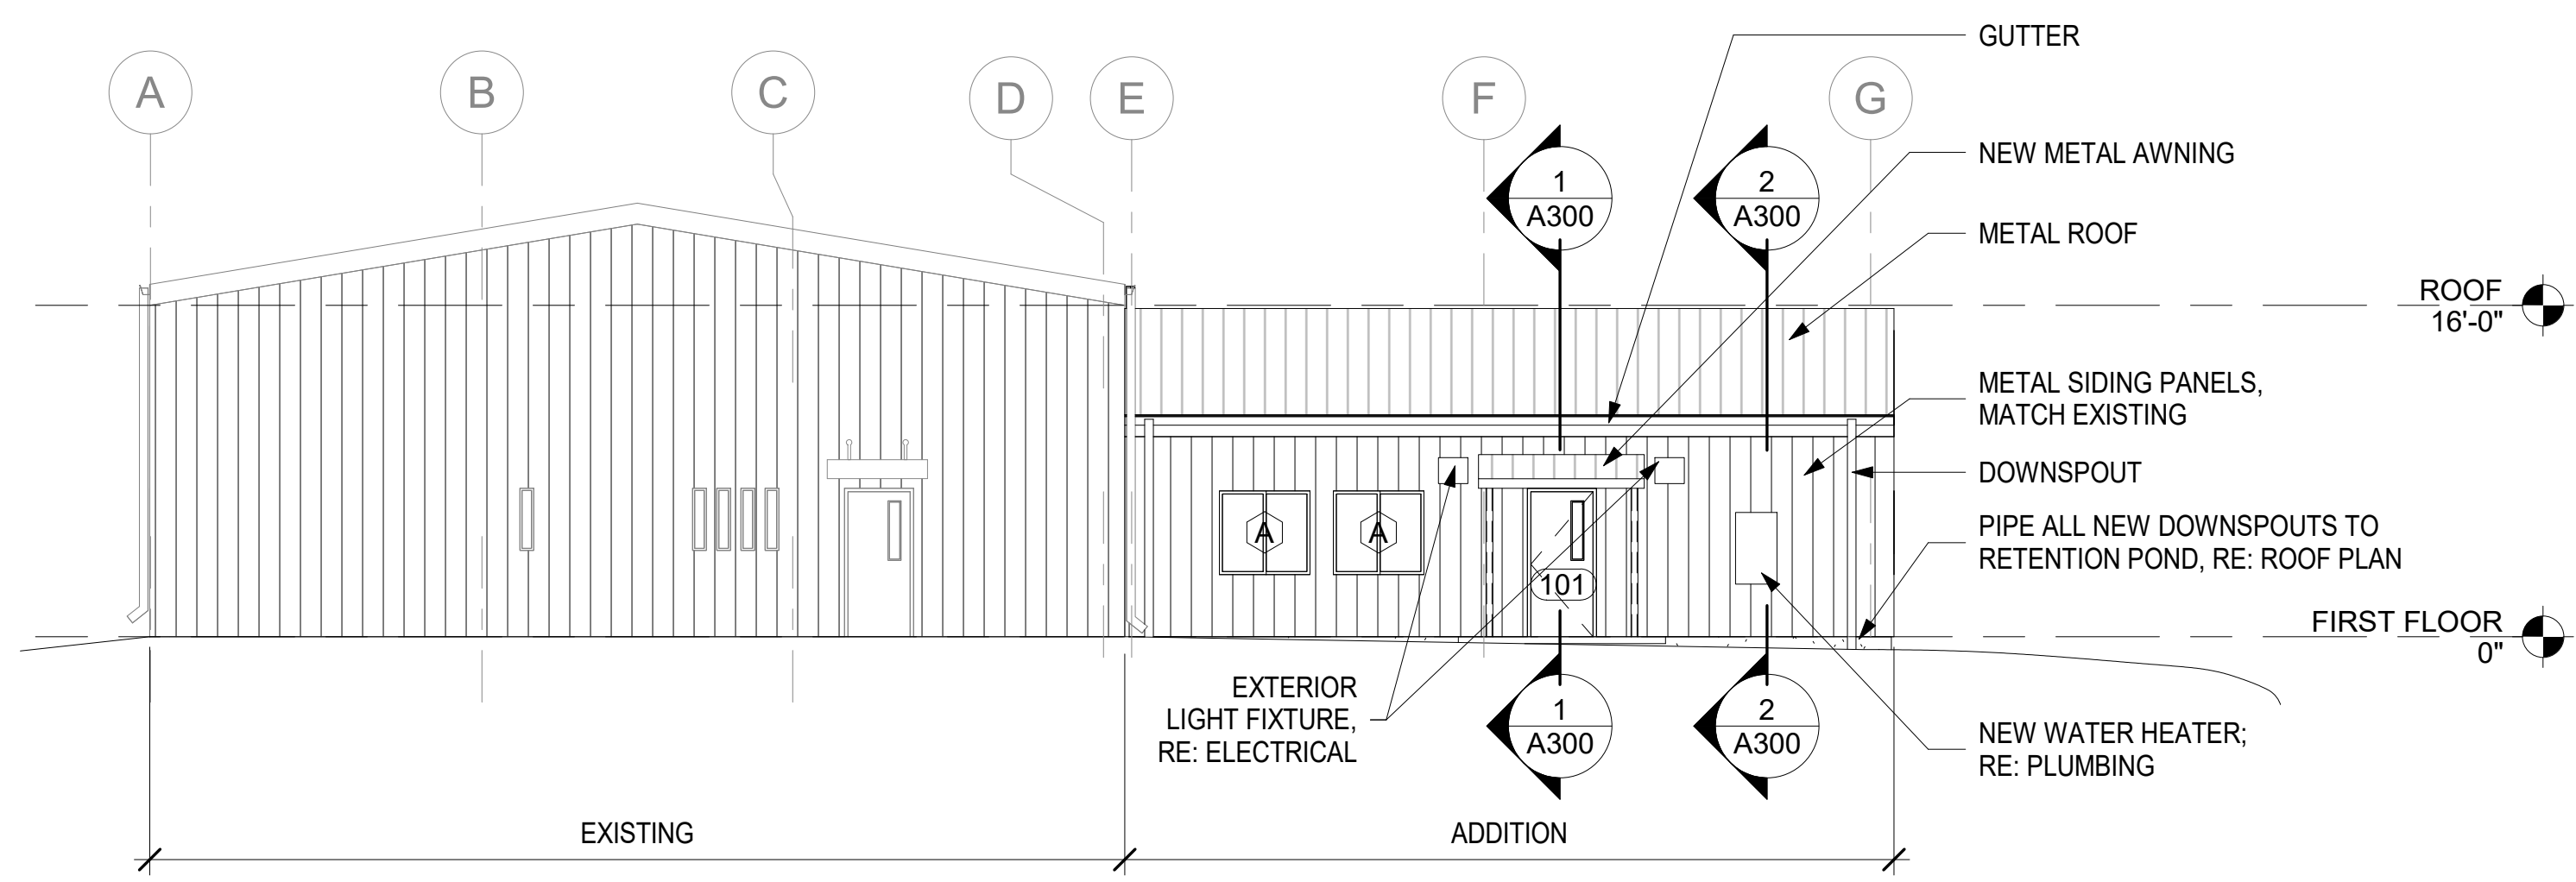 A
B
C
D
E
F
G
GUTTER
NEW METAL AWNING
METAL ROOF
ROOF
16'-0"
METAL SIDING PANELS,
MATCH EXISTING
DOWNSPOUT
PIPE ALL NEW DOWNSPOUTS TO
RETENTION POND, RE: ROOF PLAN
FIRST FLOOR
0"
NEW WATER HEATER;
RE: PLUMBING
1
A300
2
A300
A
A
101
EXTERIOR
LIGHT FIXTURE,
RE: ELECTRICAL
1
A300
2
A300
EXISTING
ADDITION